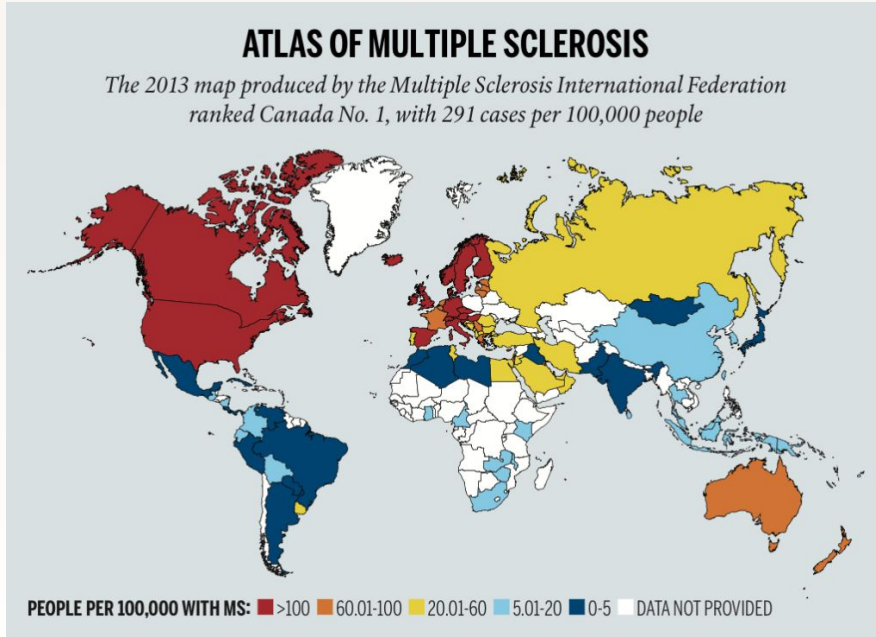 ATLAS OF MULTIPLE SCLEROSIS
The 2013 map produced by the Multiple Sclerosis International Federation
ranked Canada No. 1, with 291 cases per 100,000 people
PEOPLE PER 100,000 WITH MS: >100 60.01-100 20.01-60 5.01-20 0-5 DATA NOT PROVIDED